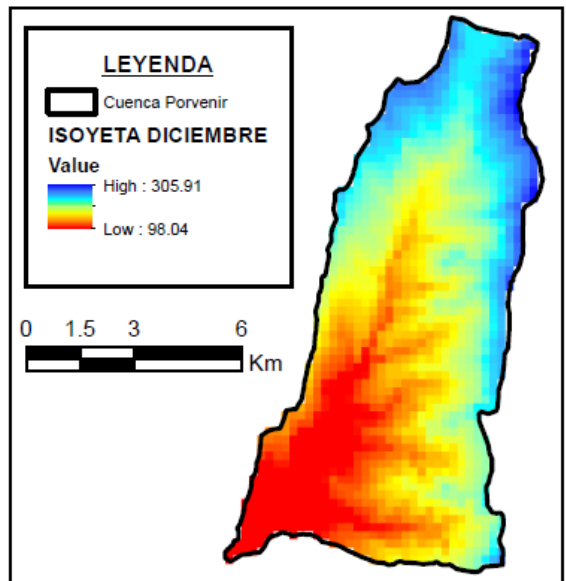 LEYENDA
Cuenca Porvenir
ISOYETA DICIEMBRE
Value
High : 305.91
Low : 98.04
0 1.5 3 6
Km